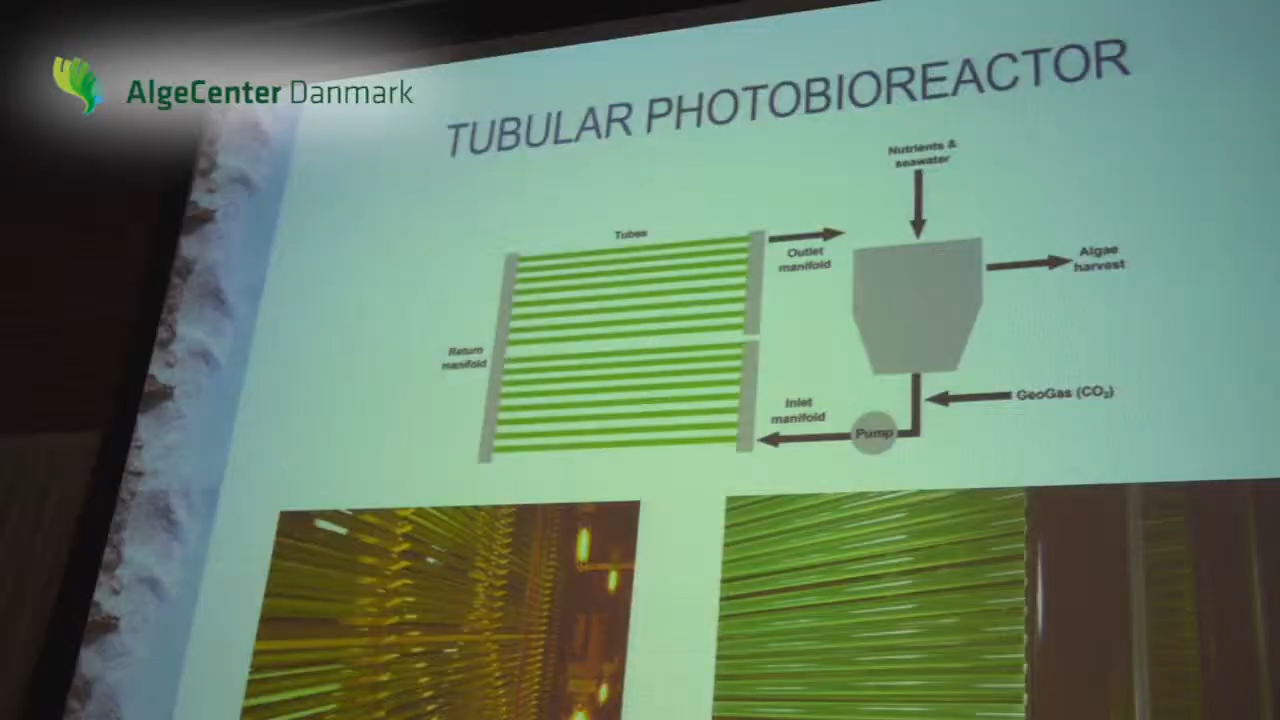 AlgeCenter Danmark
TUBULAR PHOTOBIOREACTOR
Nutrients &
seawater
Tubes
Outlet
manifold
Algae
harvest
Return
manifold
GeoGas (CO₂)
Inlet
manifold
Pump